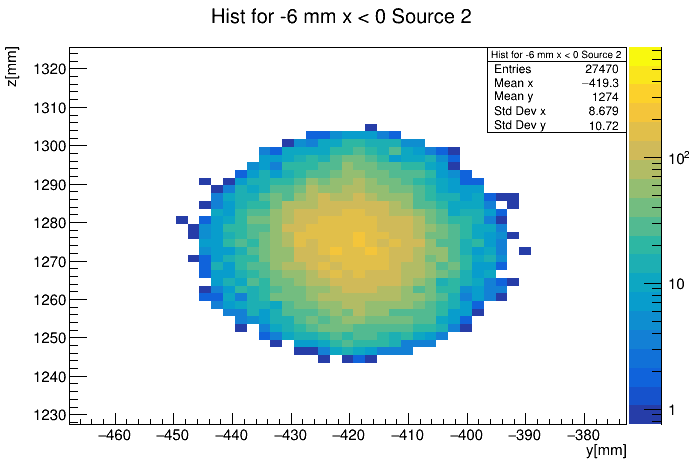 Hist for -6 mm x < 0 Source 2
z[mm]
Hist for -6 mm x < 0 Source 2
Entries 27470
Mean x −419.3
Mean y 1274
Std Dev x 8.679
Std Dev y 10.72
1320
1310
1300
1290
1280
1270
1260
1250
1240
1230
10²
10
1
−460 −450 −440 −430 −420 −410 −400 −390 −380
y[mm]